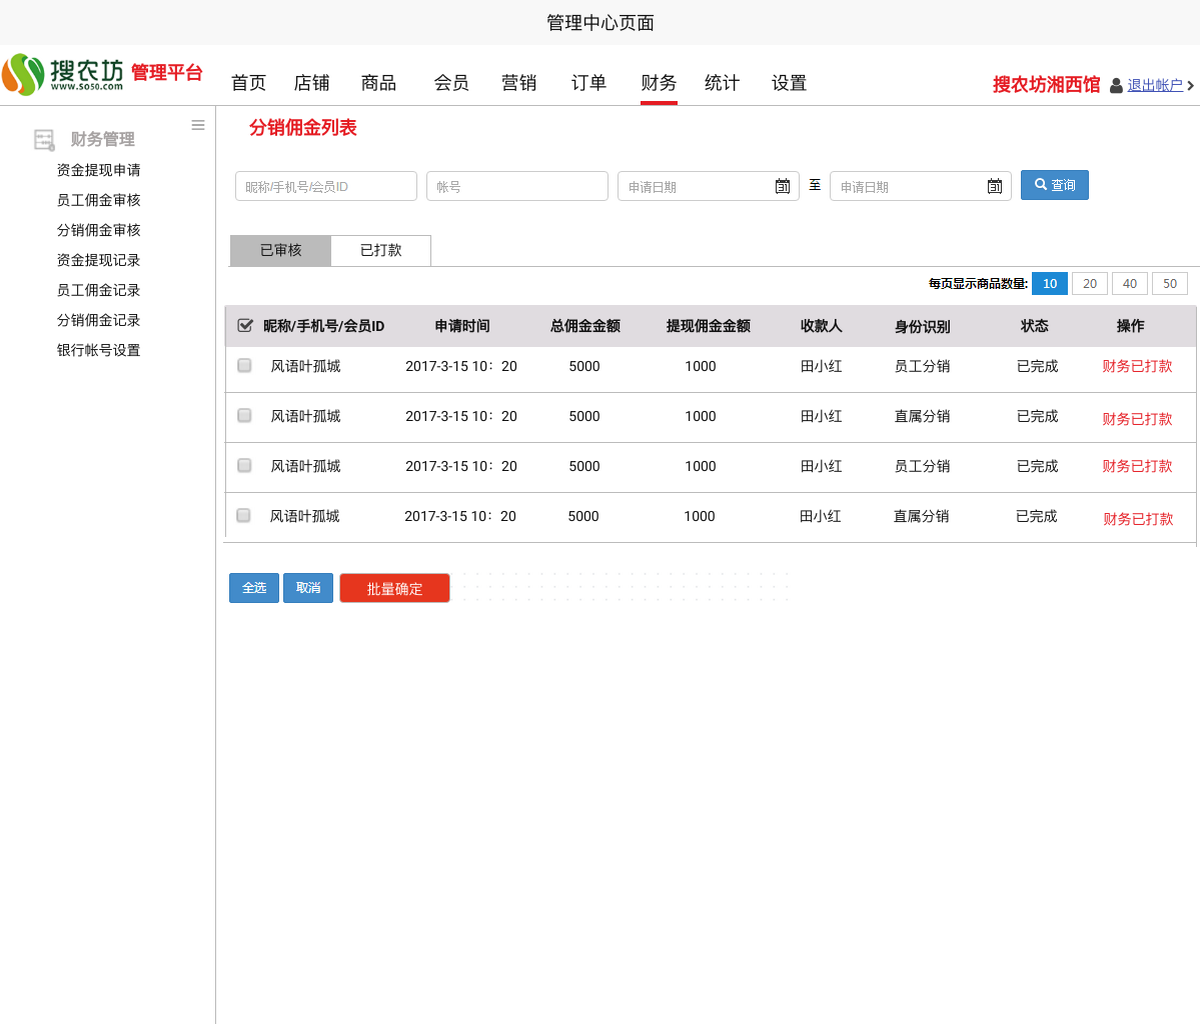 管理中心页面
搜农坊 管理平台
www.so50.com
首页 店铺 商品 会员 营销 订单 财务 统计 设置
搜农坊湘西馆 退出帐户
财务管理
资金提现申请
员工佣金审核
分销佣金审核
资金提现记录
员工佣金记录
分销佣金记录
银行帐号设置
分销佣金列表
昵称/手机号/会员ID 帐号 申请日期 31 至 申请日期 31 查询
已审核 已打款
每页显示商品数量: 10 20 40 50
昵称/手机号/会员ID 申请时间 总佣金金额 提现佣金金额 收款人 身份识别 状态 操作
风语叶孤城 2017-3-15 10：20 5000 1000 田小红 员工分销 已完成 财务已打款
风语叶孤城 2017-3-15 10：20 5000 1000 田小红 直属分销 已完成 财务已打款
风语叶孤城 2017-3-15 10：20 5000 1000 田小红 员工分销 已完成 财务已打款
风语叶孤城 2017-3-15 10：20 5000 1000 田小红 直属分销 已完成 财务已打款
全选 取消 批量确定